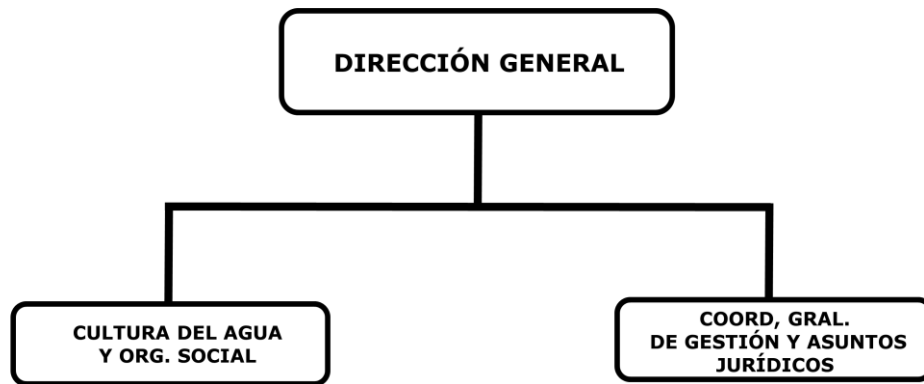 DIRECCIÓN GENERAL
CULTURA DEL AGUA
Y ORG. SOCIAL
COORD, GRAL.
DE GESTIÓN Y ASUNTOS
JURÍDICOS